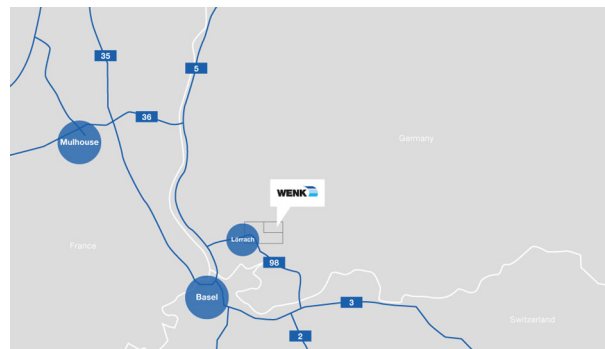 35
5
36
Mulhouse
Germany
WENK
France
Lörrach
98
Basel
3
2
Switzerland